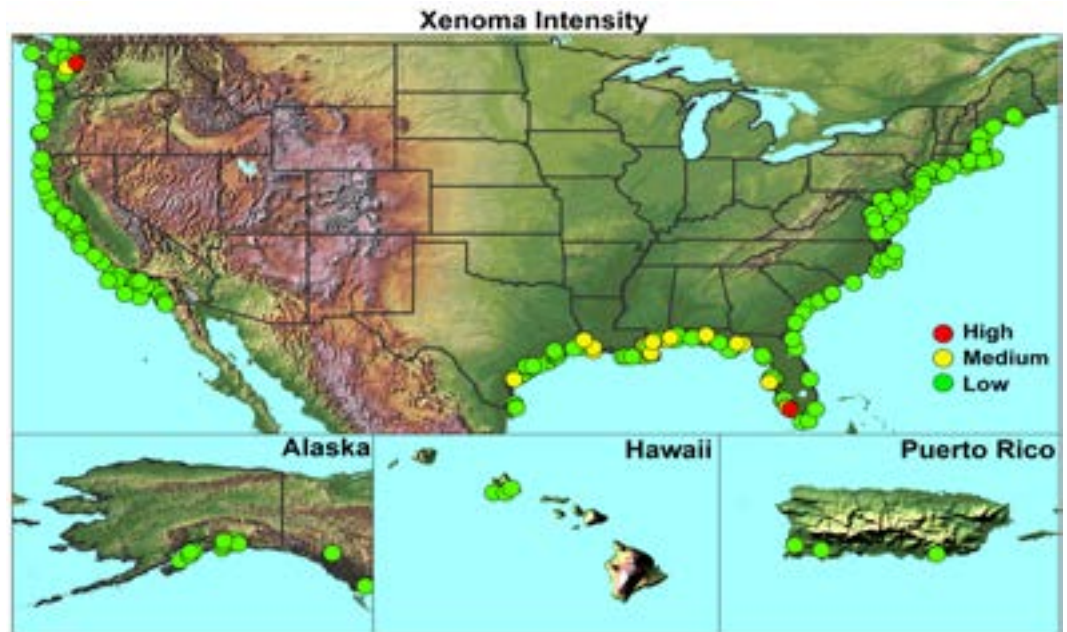 Xenoma Intensity
High
Medium
Low
Alaska
Hawaii
Puerto Rico